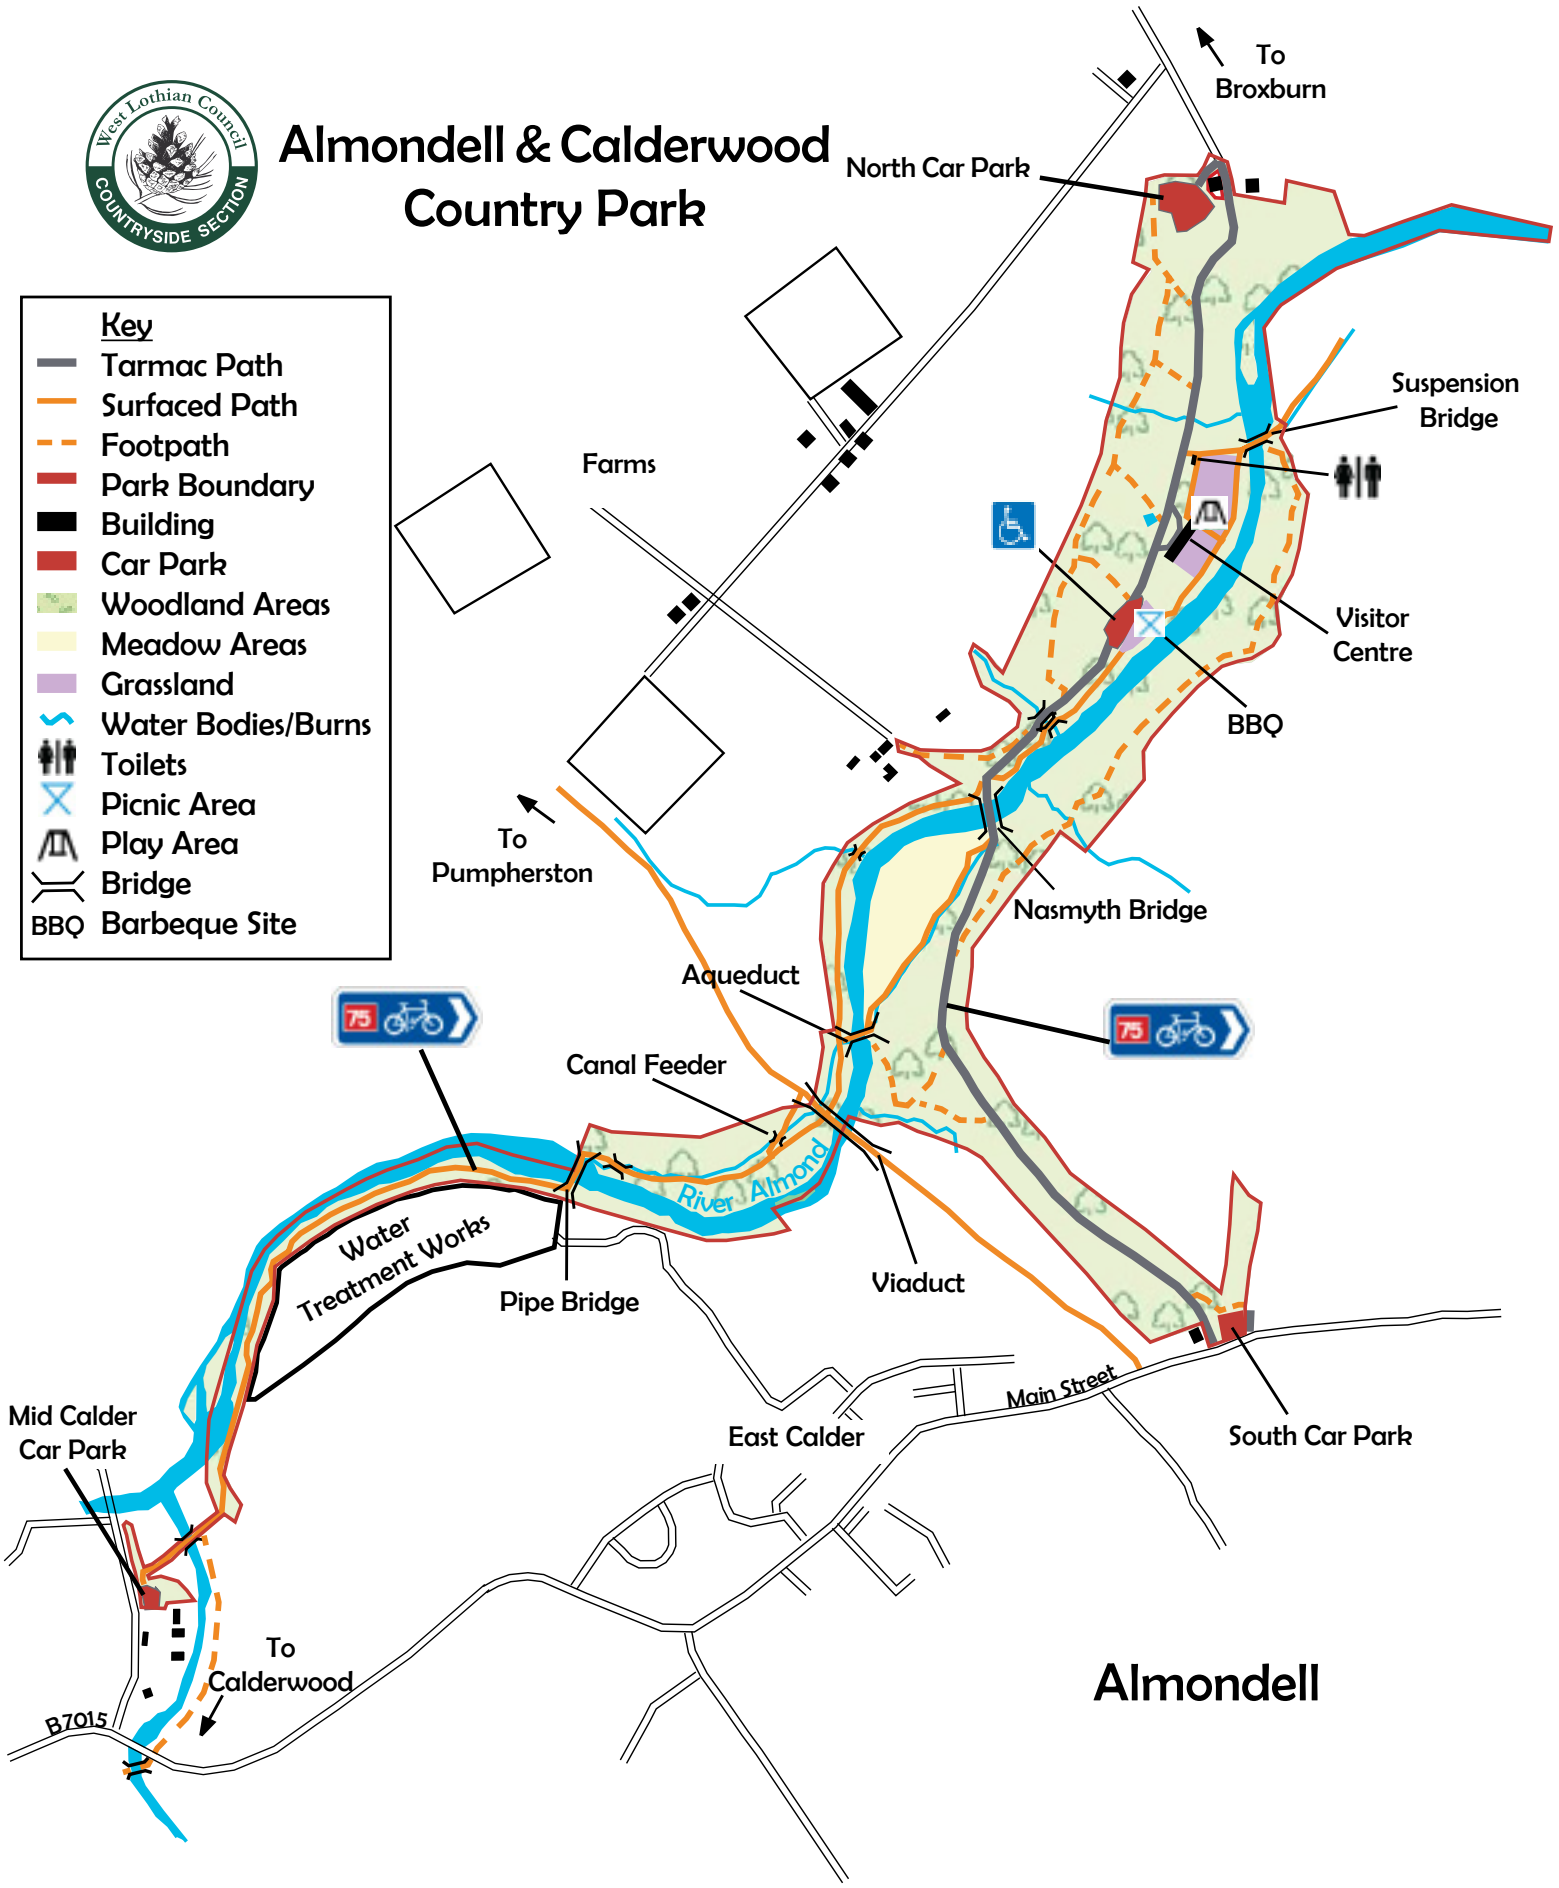 West Lothian Council
COUNTRYSIDE SECTION
Almondell & Calderwood
Country Park
To
Broxburn
North Car Park
Key
Tarmac Path
Surfaced Path
Footpath
Park Boundary
Building
Car Park
Woodland Areas
Meadow Areas
Grassland
Water Bodies/Burns
Toilets
Picnic Area
Play Area
Bridge
BBQ Barbeque Site
Suspension
Bridge
Farms
Visitor
Centre
BBQ
To
Pumpherston
Nasmyth Bridge
Aqueduct
75
75
Canal Feeder
River Almond
Water
Treatment Works
Pipe Bridge
Viaduct
Main Street
Mid Calder
Car Park
East Calder
South Car Park
To
Calderwood
B7015
Almondell